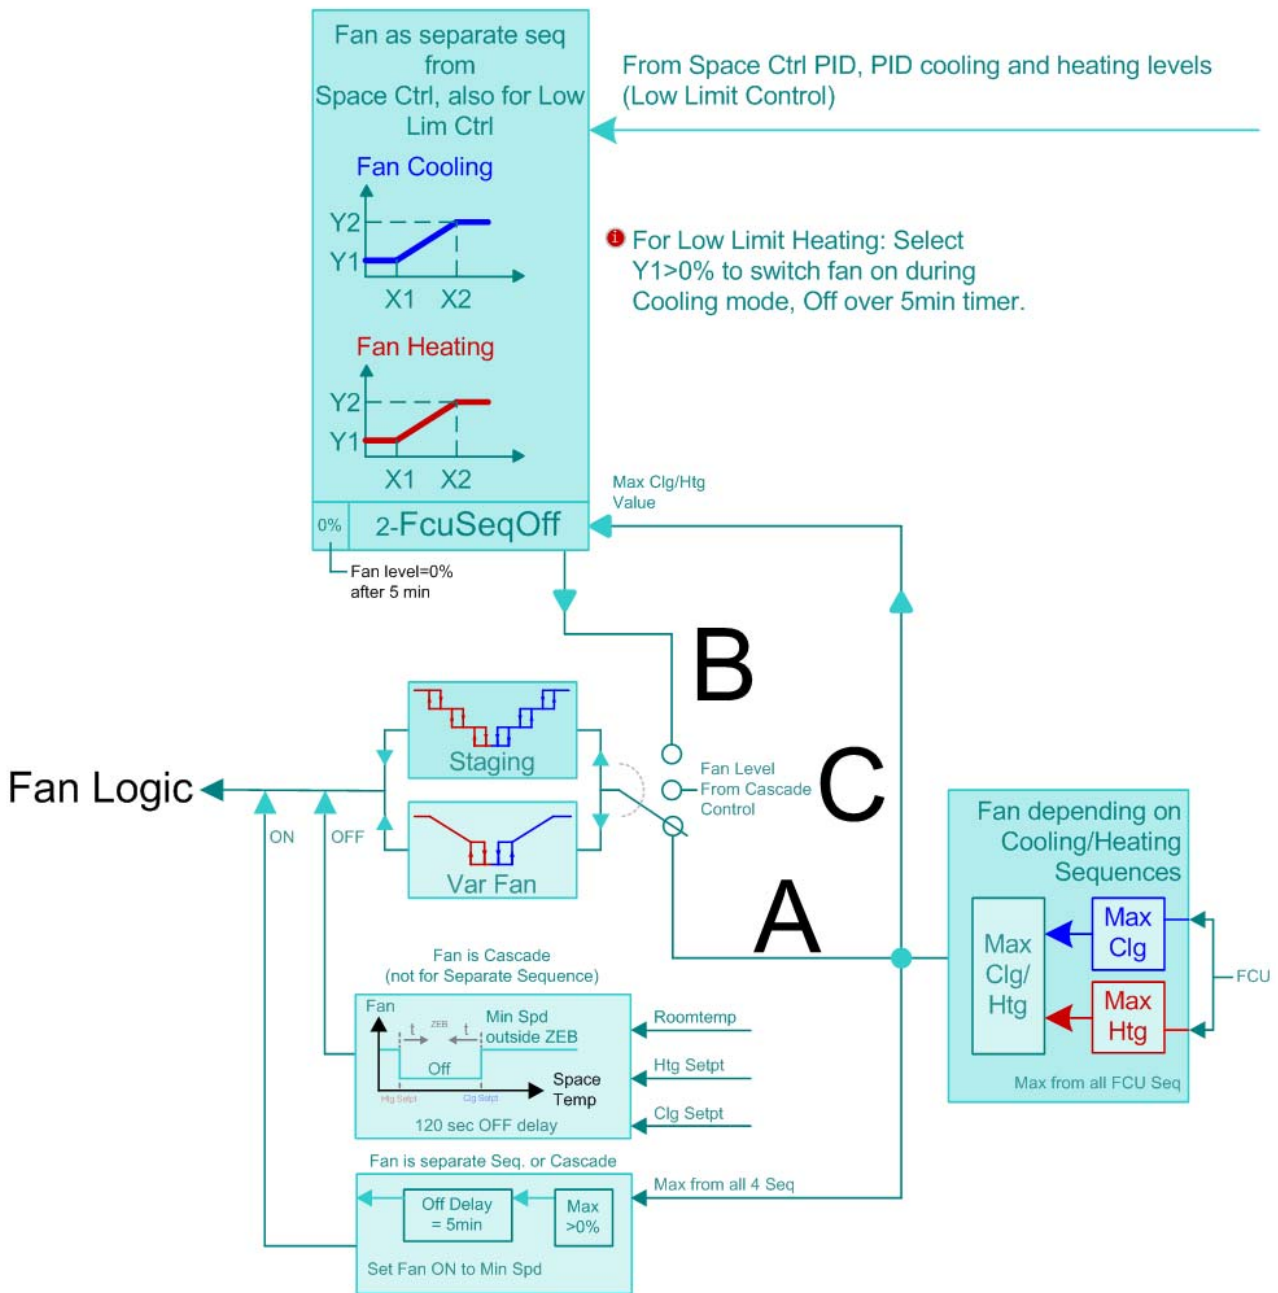 Fan as separate seq
from
Space Ctrl, also for Low
Lim Ctrl
From Space Ctrl PID, PID cooling and heating levels
(Low Limit Control)
Fan Cooling
Y2
Y1
X1 X2
i For Low Limit Heating: Select
Y1>0% to switch fan on during
Cooling mode, Off over 5min timer.
Fan Heating
Y2
Y1
X1 X2
Max Clg/Htg
Value
0% 2-FcuSeqOff
Fan level=0%
after 5 min
B
Staging
Fan Logic
ON
OFF
Var Fan
Fan Level
From Cascade
Control
C
A
Fan depending on
Cooling/Heating
Sequences
Max
Clg/
Htg
Max
Clg
Max
Htg
FCU
Max from all FCU Seq
Fan is Cascade
(not for Separate Sequence)
Fan
t ZEB t
Min Spd
outside ZEB
Off
Space
Temp
Htg Setpt Clg Setpt
120 sec OFF delay
Roomtemp
Htg Setpt
Clg Setpt
Fan is separate Seq. or Cascade
Off Delay
= 5min
Max
>0%
Max from all 4 Seq
Set Fan ON to Min Spd